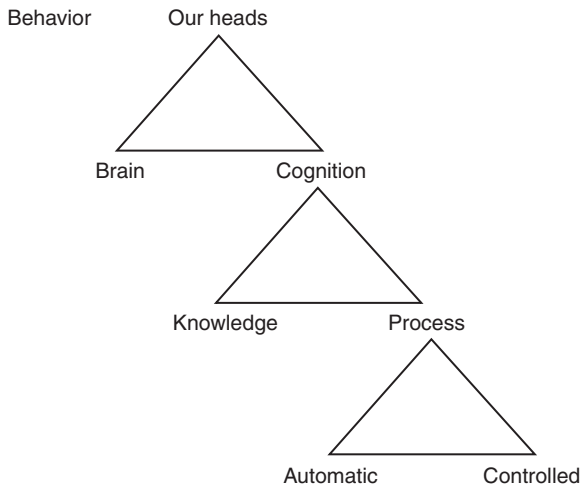 Behavior Our heads
Brain Cognition
Knowledge Process
Automatic Controlled